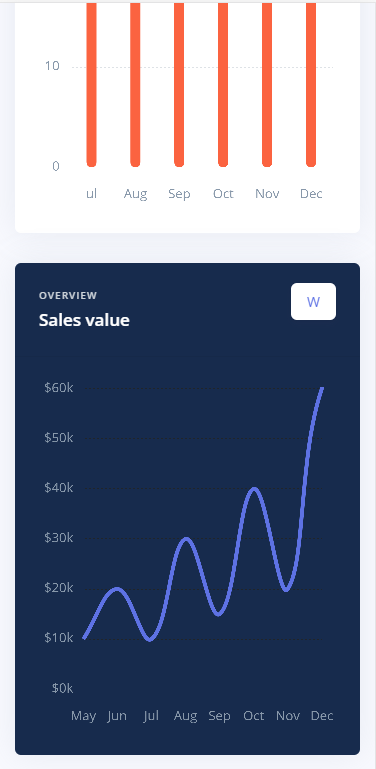 10
0
ul Aug Sep Oct Nov Dec
OVERVIEW
Sales value
W
$60k
$50k
$40k
$30k
$20k
$10k
$0k
May Jun Jul Aug Sep Oct Nov Dec